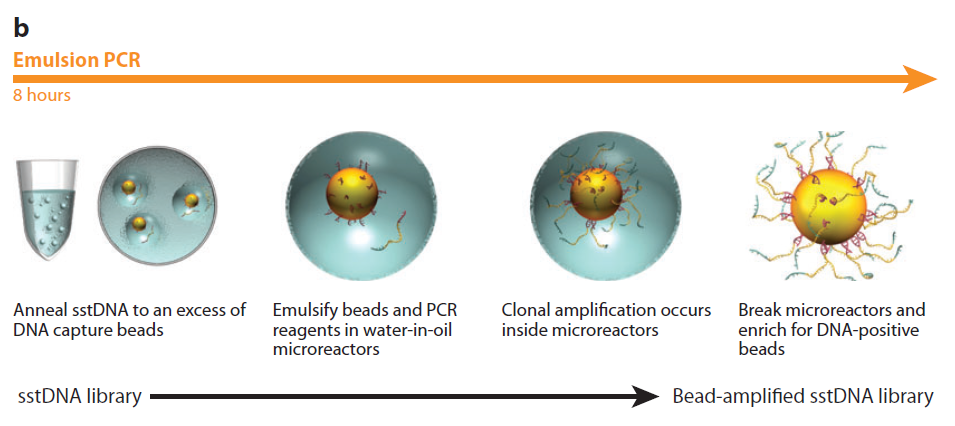 b
Emulsion PCR
8 hours
Anneal sstDNA to an excess of
DNA capture beads
Emulsify beads and PCR
reagents in water-in-oil
microreactors
Clonal amplification occurs
inside microreactors
Break microreactors and
enrich for DNA-positive
beads
sstDNA library
Bead-amplified sstDNA library